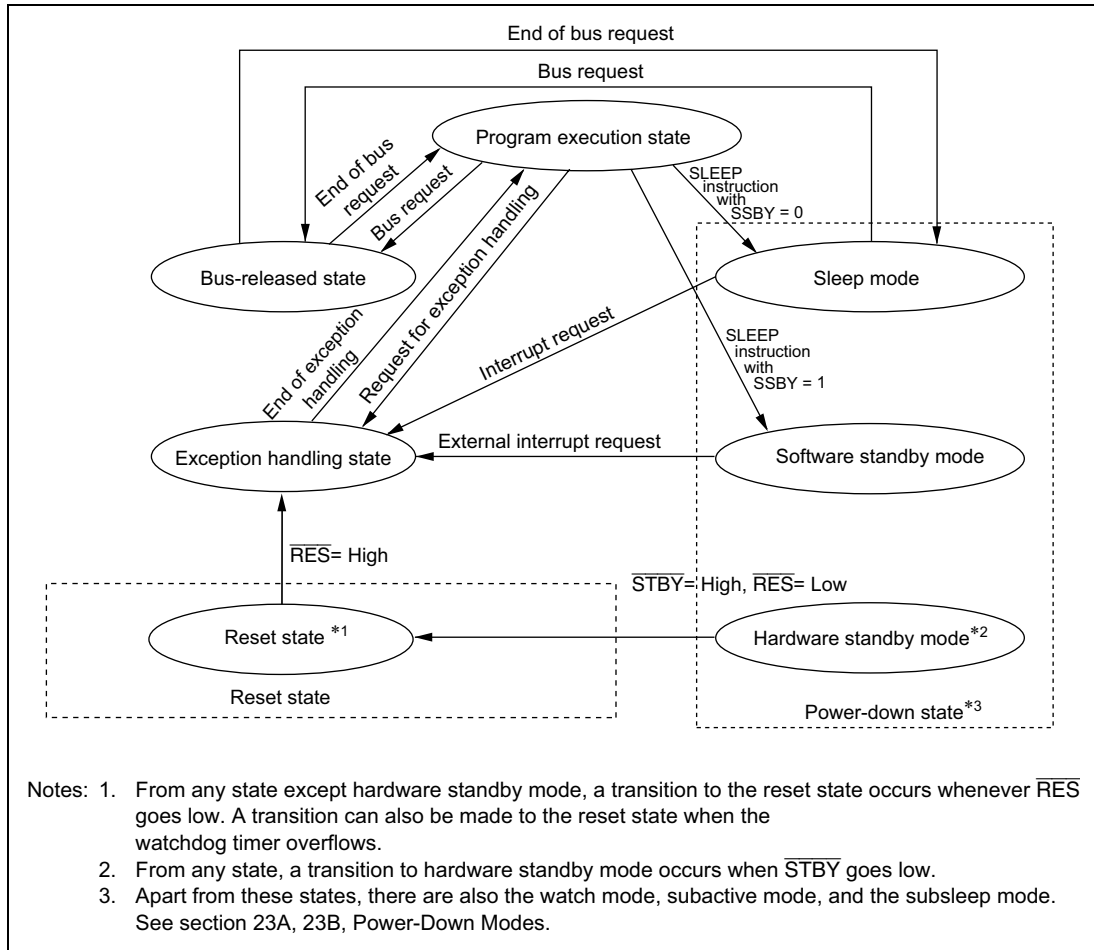 End of bus request
Bus request
Program execution state
End of bus
request
Bus request
SLEEP
instruction
with
SSBY = 0
Bus-released state
Sleep mode
End of exception
handling
Request for exception handling
Interrupt request
SLEEP
instruction
with
SSBY = 1
External interrupt request
Exception handling state
Software standby mode
R̅E̅S̅= High
S̅T̅B̅Y̅= High, R̅E̅S̅= Low
Reset state *1
Hardware standby mode*2
Reset state
Power-down state*3
Notes: 1. From any state except hardware standby mode, a transition to the reset state occurs whenever R̅E̅S̅
goes low. A transition can also be made to the reset state when the
watchdog timer overflows.
2. From any state, a transition to hardware standby mode occurs when S̅T̅B̅Y̅ goes low.
3. Apart from these states, there are also the watch mode, subactive mode, and the subsleep mode.
See section 23A, 23B, Power-Down Modes.